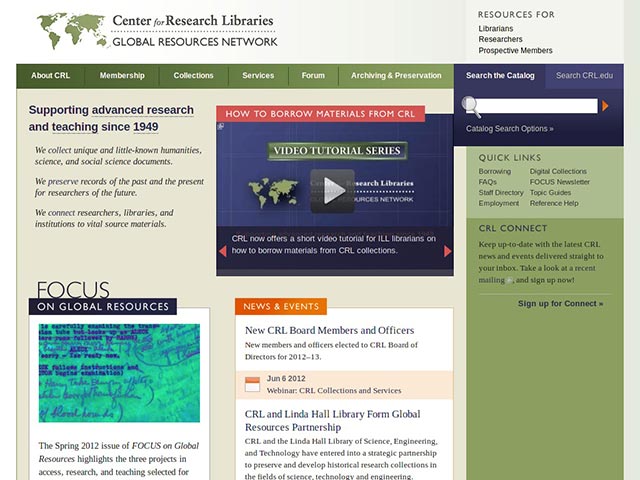 Center for Research Libraries
GLOBAL RESOURCES NETWORK
RESOURCES FOR
Librarians
Researchers
Prospective Members
About CRL
Membership
Collections
Services
Forum
Archiving & Preservation
Search the Catalog
Search CRL.edu
Catalog Search Options »
Supporting advanced research
and teaching since 1949
We collect unique and little-known humanities,
science, and social science documents.
We preserve records of the past and the present
for researchers of the future.
We connect researchers, libraries, and
institutions to vital source materials.
HOW TO BORROW MATERIALS FROM CRL
VIDEO TUTORIAL SERIES
Center for Research Libraries
GLOBAL RESOURCES NETWORK
CRL now offers a short video tutorial for ILL librarians on
how to borrow materials from CRL collections.
QUICK LINKS
Borrowing
Digital Collections
FAQs
FOCUS Newsletter
Staff Directory
Topic Guides
Employment
Reference Help
CRL CONNECT
Keep up-to-date with the latest CRL
news and events delivered straight to
your inbox. Take a look at a recent
mailing, and sign up now!
Sign up for Connect »
FOCUS
ON GLOBAL RESOURCES
The Spring 2012 issue of FOCUS on Global
Resources highlights the three projects in
access, research, and teaching selected for
NEWS & EVENTS
New CRL Board Members and Officers
New members and officers elected to CRL Board of
Directors for 2012–13.
Jun 6 2012
Webinar: CRL Collections and Services
CRL and Linda Hall Library Form Global
Resources Partnership
CRL and the Linda Hall Library of Science, Engineering,
and Technology have entered into a strategic partnership
to preserve and develop historical research collections in
the fields of science, technology and engineering.